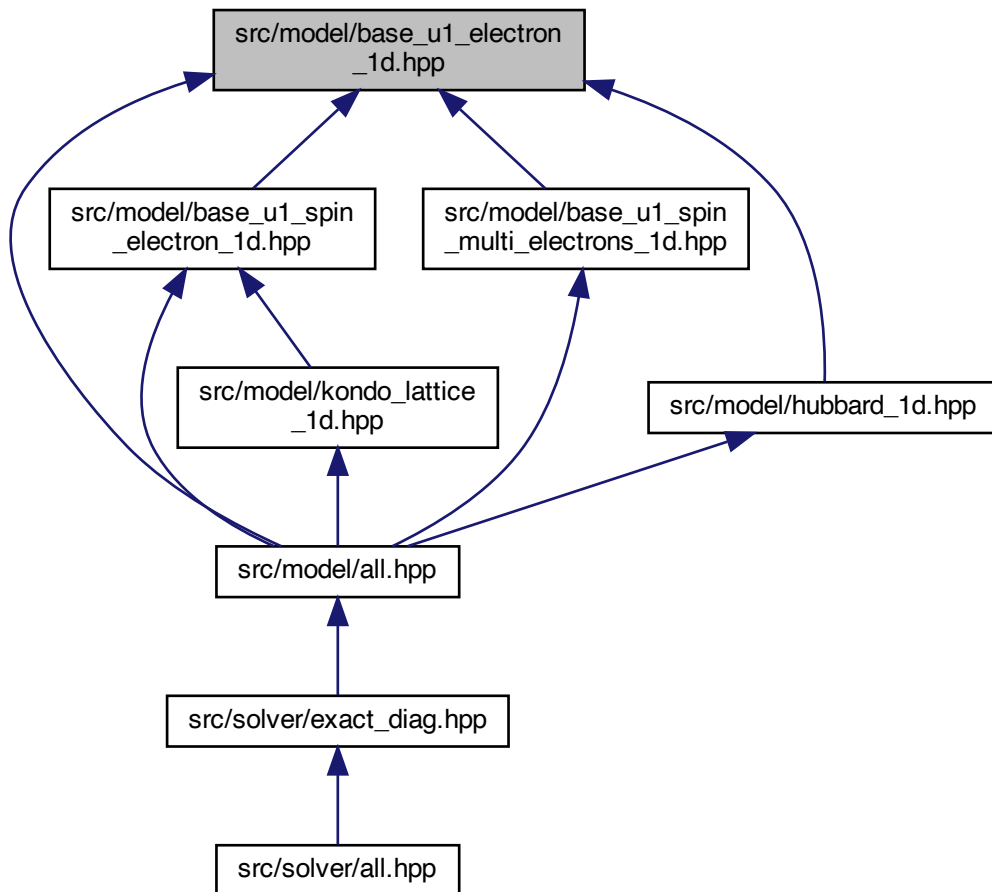 src/model/base_u1_electron
_1d.hpp
src/model/base_u1_spin
_electron_1d.hpp
src/model/base_u1_spin
_multi_electrons_1d.hpp
src/model/kondo_lattice
_1d.hpp
src/model/hubbard_1d.hpp
src/model/all.hpp
src/solver/exact_diag.hpp
src/solver/all.hpp